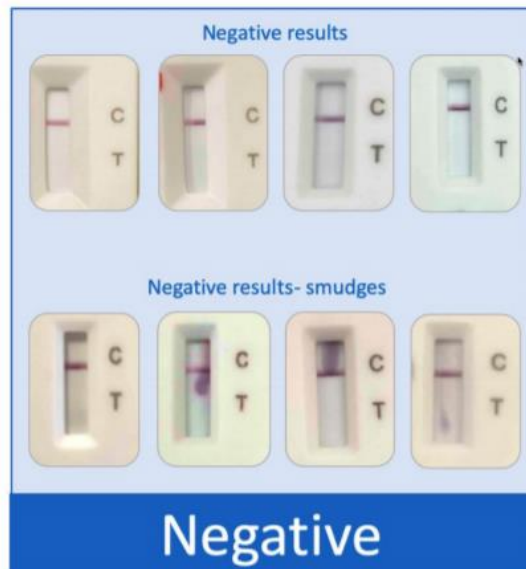 Negative results
C C C C
T T T T
Negative results- smudges
C C C C
T T T T
Negative